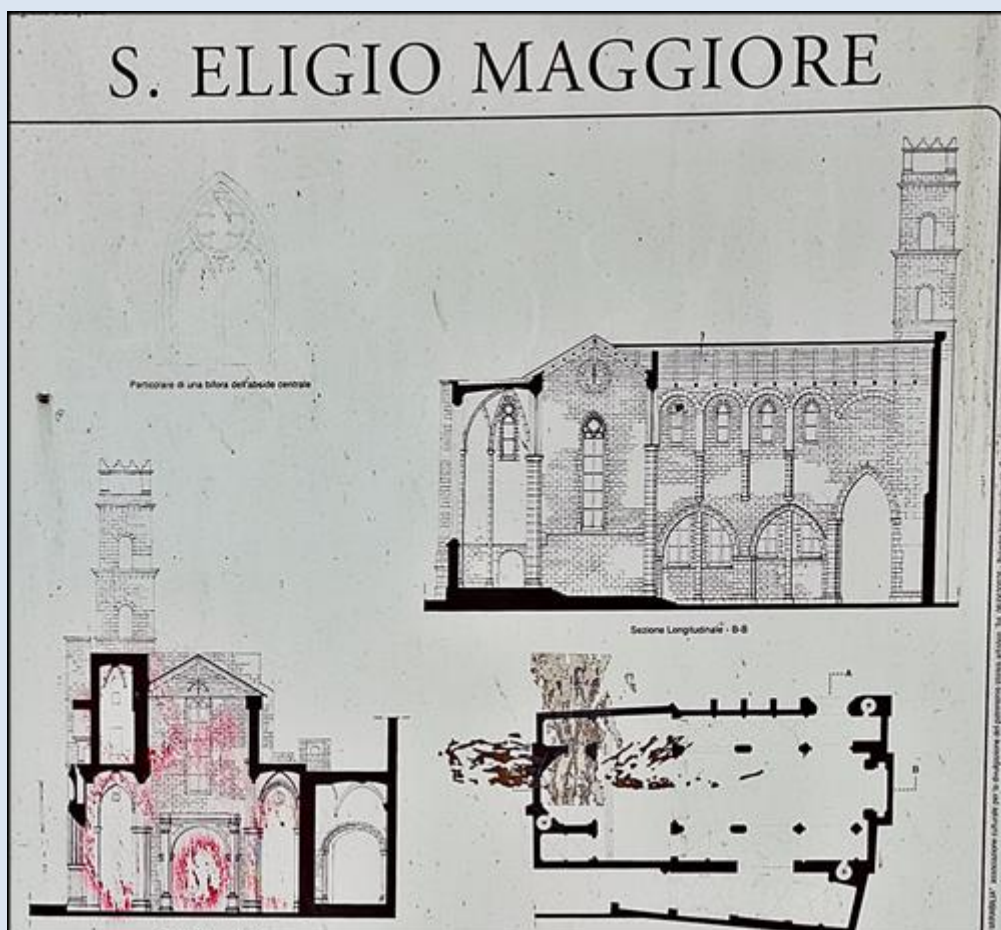 S. ELIGIO MAGGIORE
Particolare di una bifora dell'abside centrale
Sezione Longitudinale - B-B
A
B